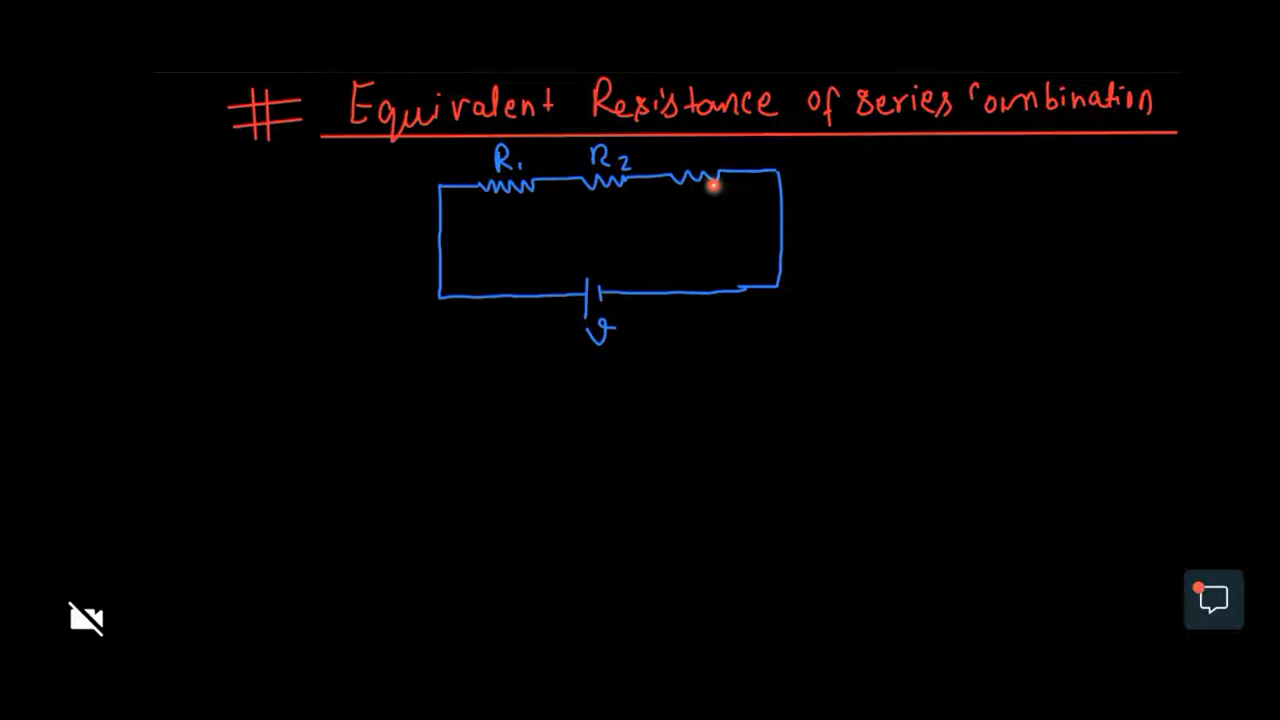 # Equivalent Resistance of series Combination
R1 R2
V